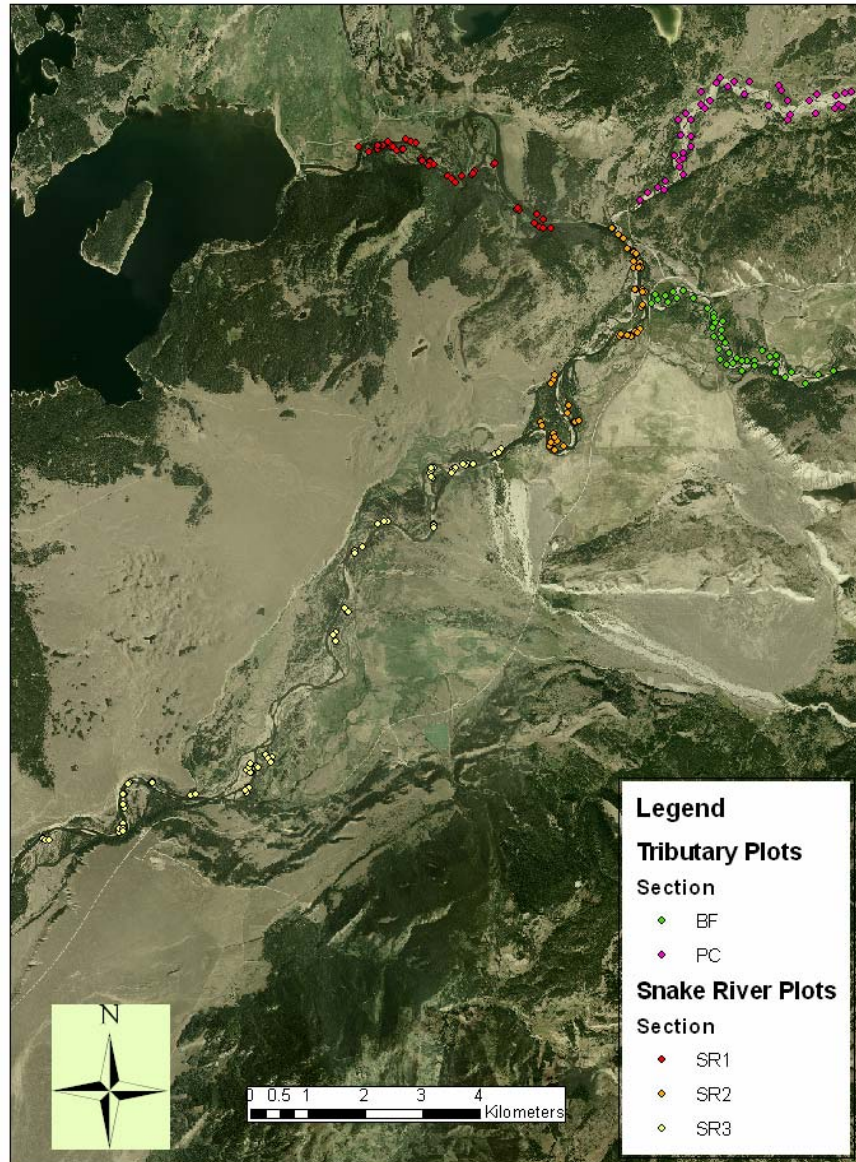 Legend
Tributary Plots
Section
BF
PC
Snake River Plots
Section
SR1
SR2
SR3
N
0 0.5 1 2 3 4
Kilometers